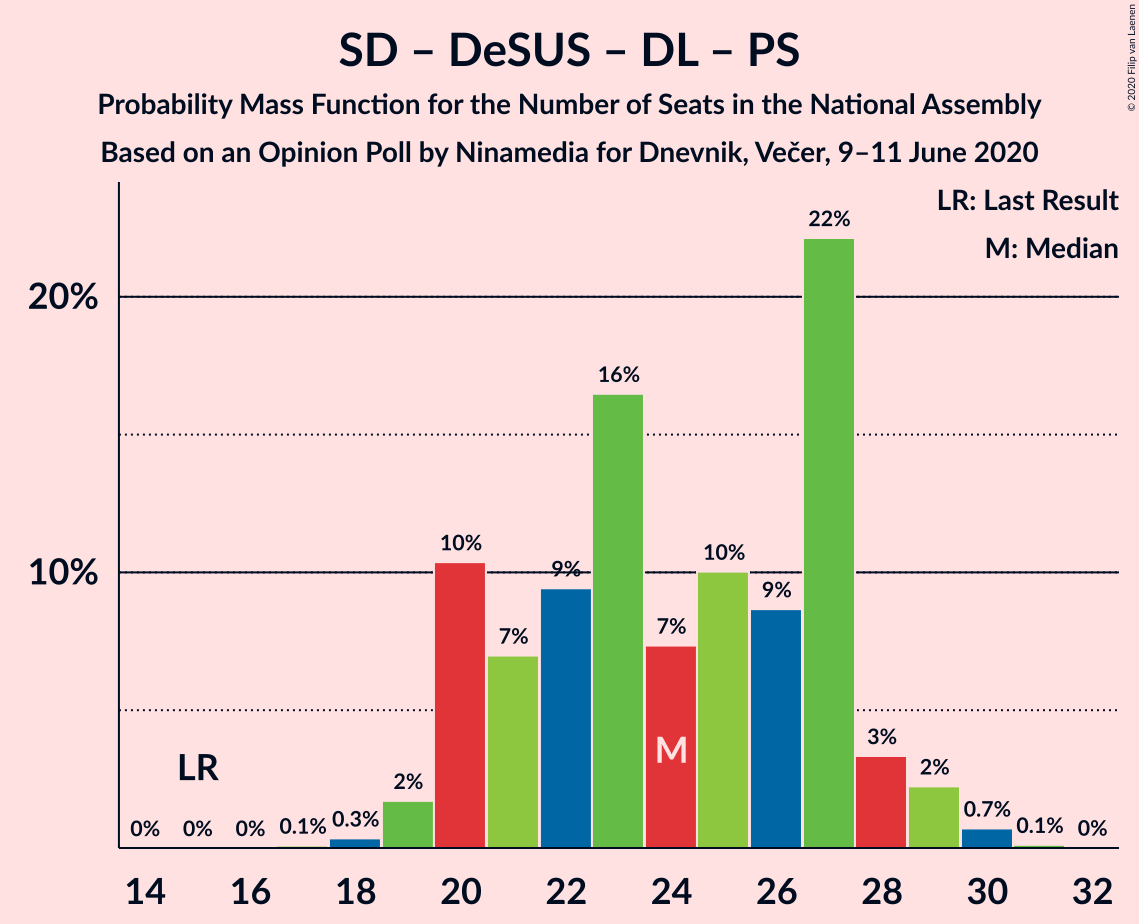 SD – DeSUS – DL – PS
Probability Mass Function for the Number of Seats in the National Assembly
Based on an Opinion Poll by Ninamedia for Dnevnik, Večer, 9–11 June 2020
© 2020 Filip van Laenen
LR: Last Result
M: Median
22%
20%
16%
10%
10%
9%
10%
9%
7%
7%
M
LR
3%
2%
2%
0% 0% 0% 0.1% 0.3% 0.7% 0.1% 0%
14 16 18 20 22 24 26 28 30 32